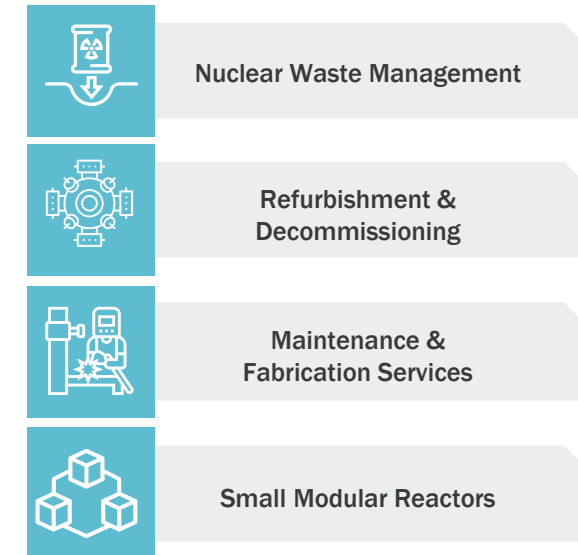 Nuclear Waste Management
Refurbishment &
Decommissioning
Maintenance &
Fabrication Services
Small Modular Reactors